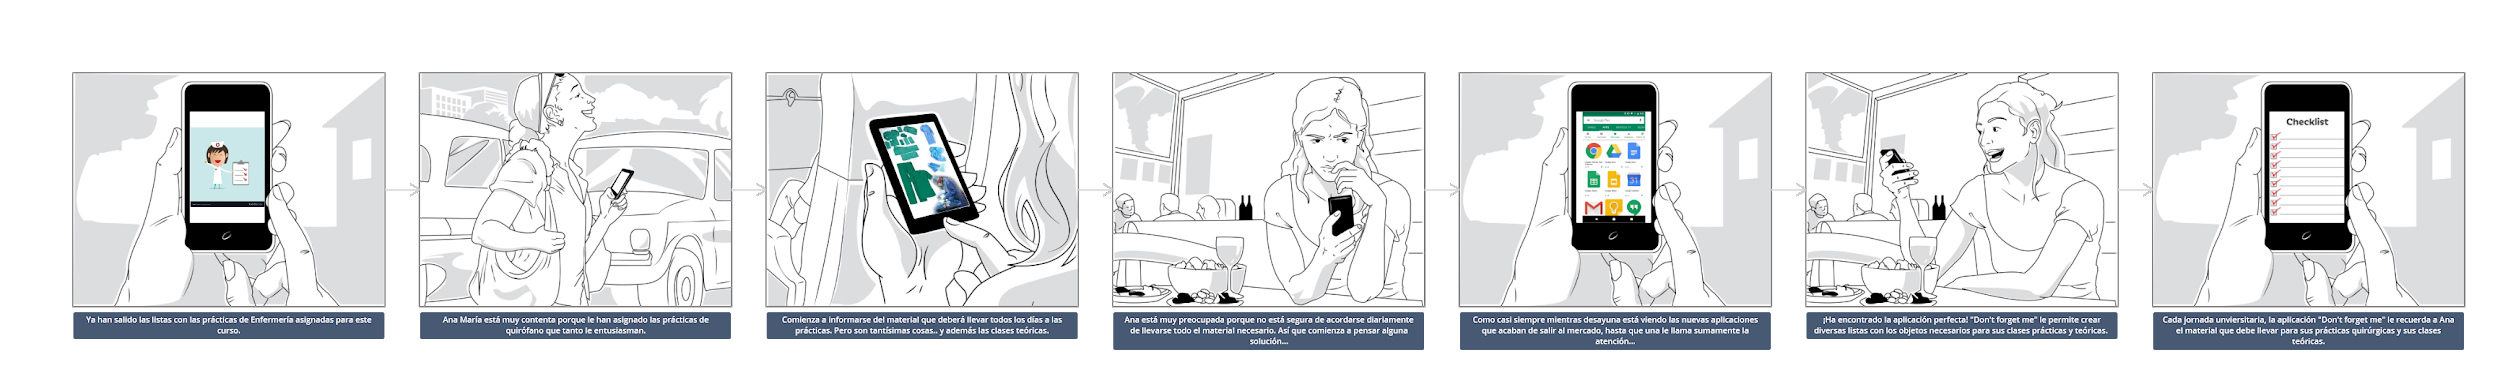 Ya han salido las listas con las prácticas de Enfermería asignadas para este
curso.
Ana María está muy contenta porque le han asignado las prácticas de
quirófano que tanto le entusiasman.
Comienza a informarse del material que deberá llevar todos los días a las
prácticas. Pero son tantísimas cosas.. y además las clase teóricas.
Ana está muy preocupada porque no está segura de acordarse díariamente
de llevarse todo el material necesario. Así que comienza a pensar alguna
solución...
Como casi siempre mientras desayuna está viendo las nuevas aplicaciones
que acaban de salir al mercado, hasta que una le llama sumamente la
atención...
¡Ha encontrado la aplicación perfecta! "Don't forget me" le permite crear
diversas listas con los objetos necesarios para sus clases prácticas y teóricas.
Checklist
Cada jornada unviersitaria, la aplicación "Don't forget me" le recuerda a Ana
el material que debe llevar para sus prácticas quirúrgicas y sus clases
teóricas.